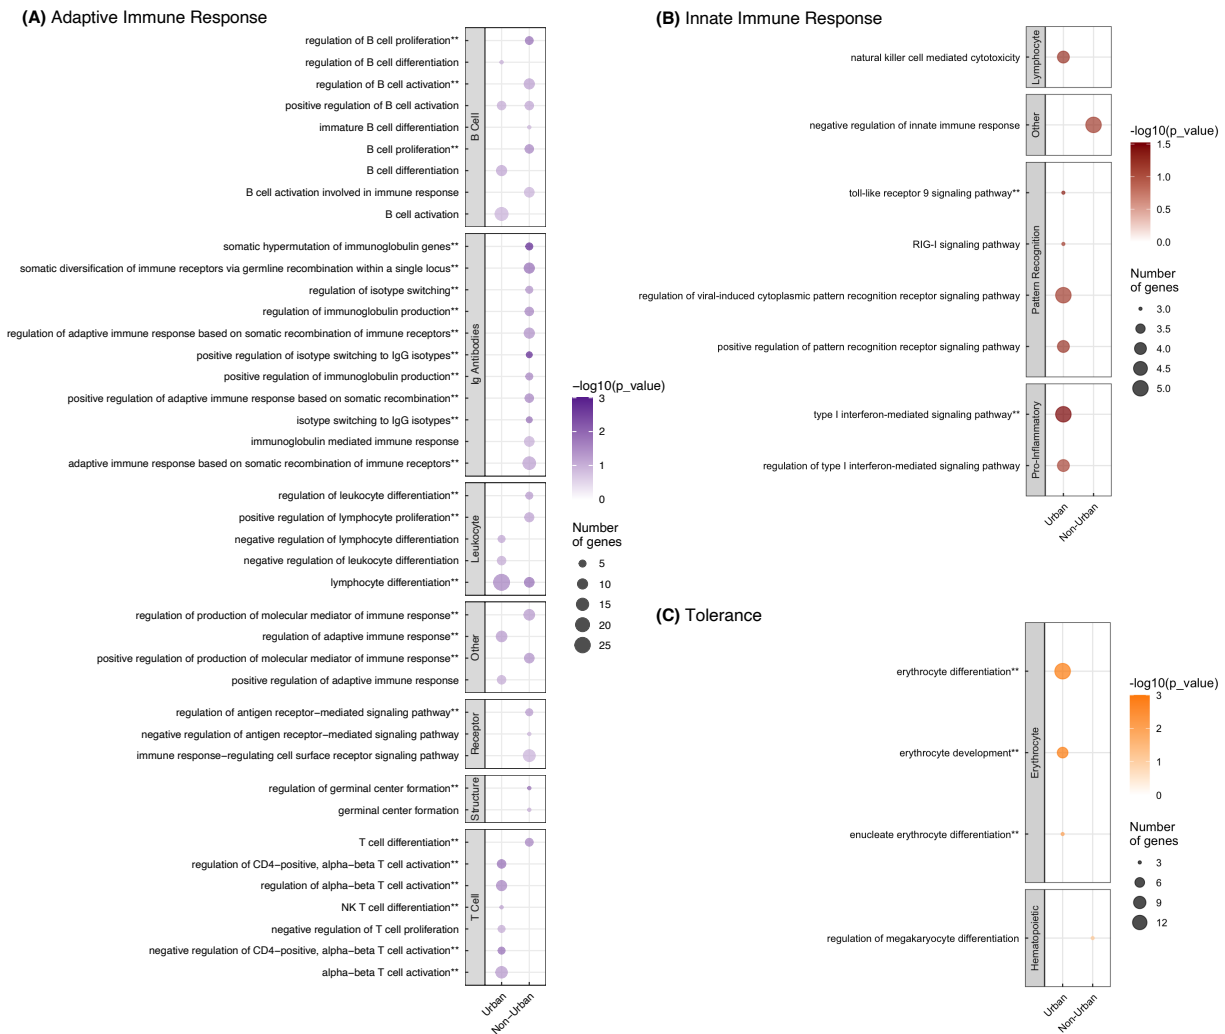 (A) Adaptive Immune Response
B Cell
regulation of B cell proliferation**
regulation of B cell differentiation
regulation of B cell activation**
positive regulation of B cell activation
immature B cell differentiation
B cell proliferation**
B cell differentiation
B cell activation involved in immune response
B cell activation
Ig Antibodies
somatic hypermutation of immunoglobulin genes**
somatic diversification of immune receptors via germline recombination within a single locus**
regulation of isotype switching**
regulation of immunoglobulin production**
regulation of adaptive immune response based on somatic recombination of immune receptors**
positive regulation of isotype switching to IgG isotypes**
positive regulation of immunoglobulin production**
positive regulation of adaptive immune response based on somatic recombination**
isotype switching to IgG isotypes**
immunoglobulin mediated immune response
adaptive immune response based on somatic recombination of immune receptors**
Leukocyte
regulation of leukocyte differentiation**
positive regulation of lymphocyte proliferation**
negative regulation of lymphocyte differentiation
negative regulation of leukocyte differentiation
lymphocyte differentiation**
Other
regulation of production of molecular mediator of immune response**
regulation of adaptive immune response**
positive regulation of production of molecular mediator of immune response**
positive regulation of adaptive immune response
Receptor
regulation of antigen receptor−mediated signaling pathway**
negative regulation of antigen receptor−mediated signaling pathway
immune response−regulating cell surface receptor signaling pathway
Structure
regulation of germinal center formation**
germinal center formation
T Cell
T cell differentiation**
regulation of CD4−positive, alpha−beta T cell activation**
regulation of alpha−beta T cell activation**
NK T cell differentiation**
negative regulation of T cell proliferation
negative regulation of CD4−positive, alpha−beta T cell activation**
alpha−beta T cell activation**
Urban
Non−Urban
−log10(p_value)
3
2
1
0
Number
of genes
5
10
15
20
25
(B) Innate Immune Response
Lymphocyte
natural killer cell mediated cytotoxicity
Other
negative regulation of innate immune response
Pattern Recognition
toll-like receptor 9 signaling pathway**
RIG-I signaling pathway
regulation of viral-induced cytoplasmic pattern recognition receptor signaling pathway
positive regulation of pattern recognition receptor signaling pathway
Pro-Inflammatory
type I interferon-mediated signaling pathway**
regulation of type I interferon-mediated signaling pathway
Urban
Non-Urban
-log10(p_value)
1.5
1.0
0.5
0.0
Number
of genes
3.0
3.5
4.0
4.5
5.0
(C) Tolerance
Erythrocyte
erythrocyte differentiation**
erythrocyte development**
enucleate erythrocyte differentiation**
Hematopoietic
regulation of megakaryocyte differentiation
Urban
Non-Urban
-log10(p_value)
3
2
1
0
Number
of genes
3
6
9
12